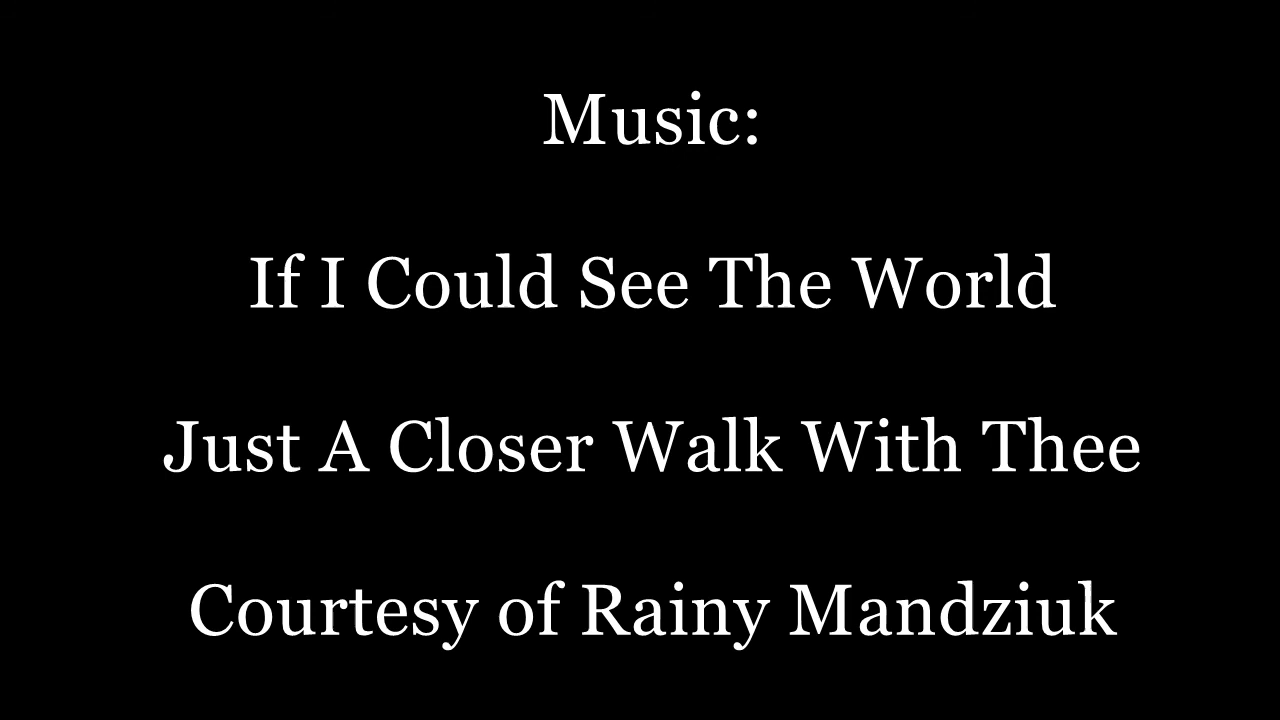 Music:
If I Could See The World
Just A Closer Walk With Thee
Courtesy of Rainy Mandziuk